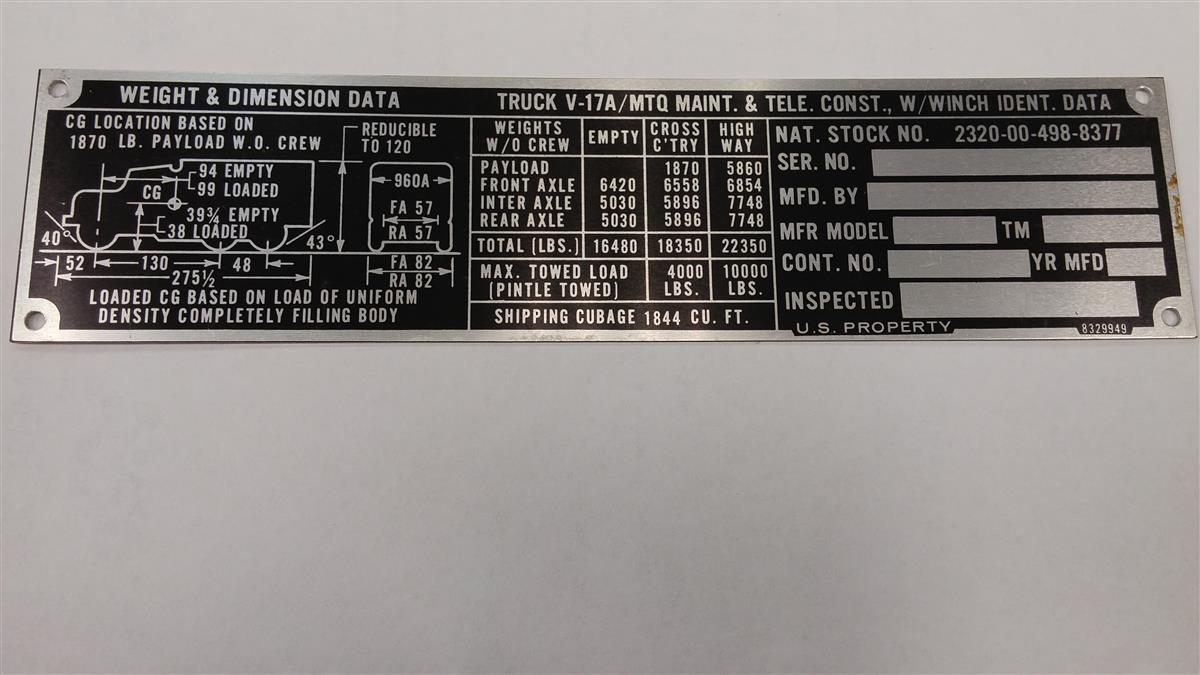 WEIGHT & DIMENSION DATA
CG LOCATION BASED ON
1870 LB. PAYLOAD W.O. CREW
REDUCIBLE
TO 120
94 EMPTY
99 LOADED
CG
39¾ EMPTY
38 LOADED
40°
43°
960A
FA 57
RA 57
52
130
48
275½
FA 82
RA 82
LOADED CG BASED ON LOAD OF UNIFORM
DENSITY COMPLETELY FILLING BODY
TRUCK V-17A/MTQ MAINT. & TELE. CONST., W/WINCH IDENT. DATA
WEIGHTS W/O CREW EMPTY CROSS C'TRY HIGH WAY
PAYLOAD 1870 5860
FRONT AXLE 6420 6558 6854
INTER AXLE 5030 5896 7748
REAR AXLE 5030 5896 7748
TOTAL (LBS.) 16480 18350 22350
MAX. TOWED LOAD 4000 10000
(PINTLE TOWED) LBS. LBS.
SHIPPING CUBAGE 1844 CU. FT.
NAT. STOCK NO. 2320-00-498-8377
SER. NO.
MFD. BY
MFR MODEL TM
CONT. NO. YR MFD
INSPECTED
U.S. PROPERTY 8329949